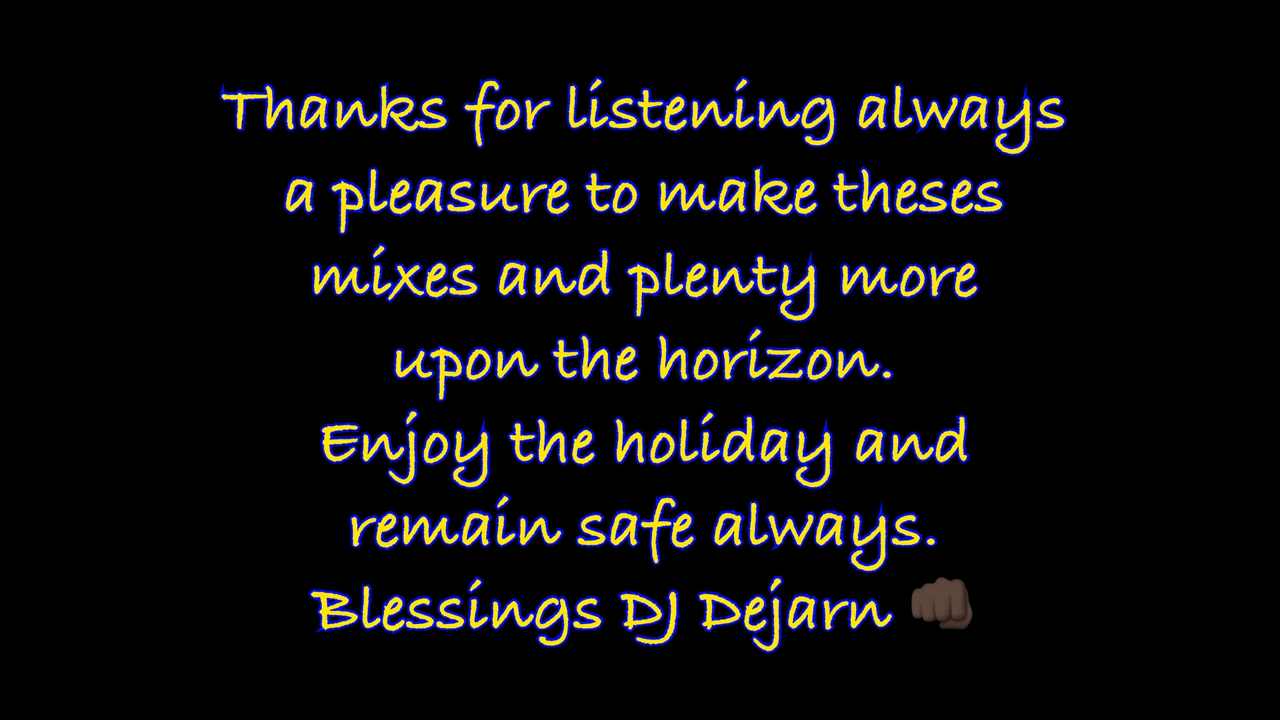 Thanks for listening always
a pleasure to make theses
mixes and plenty more
upon the horizon.
Enjoy the holiday and
remain safe always.
Blessings DJ Dejarn 👊🏾